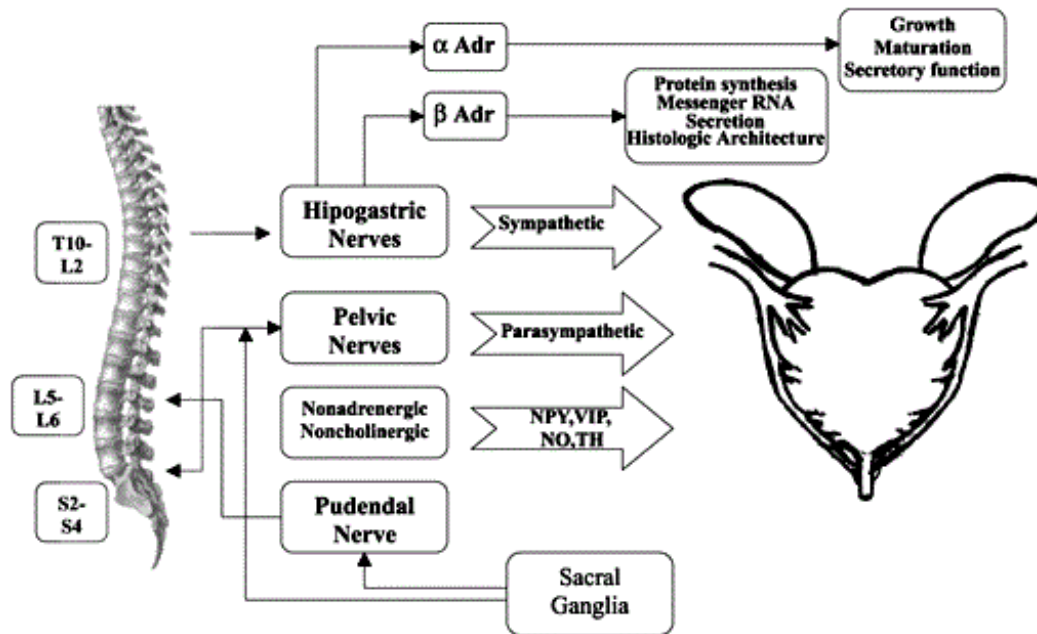 α Adr
Growth
Maturation
Secretory function
β Adr
Protein synthesis
Messenger RNA
Secretion
Histologic Architecture
T10-
L2
Hipogastric
Nerves
Sympathetic
Pelvic
Nerves
Parasympathetic
L5-
L6
Nonadrenergic
Noncholinergic
NPY,VIP,
NO,TH
S2-
S4
Pudendal
Nerve
Sacral
Ganglia